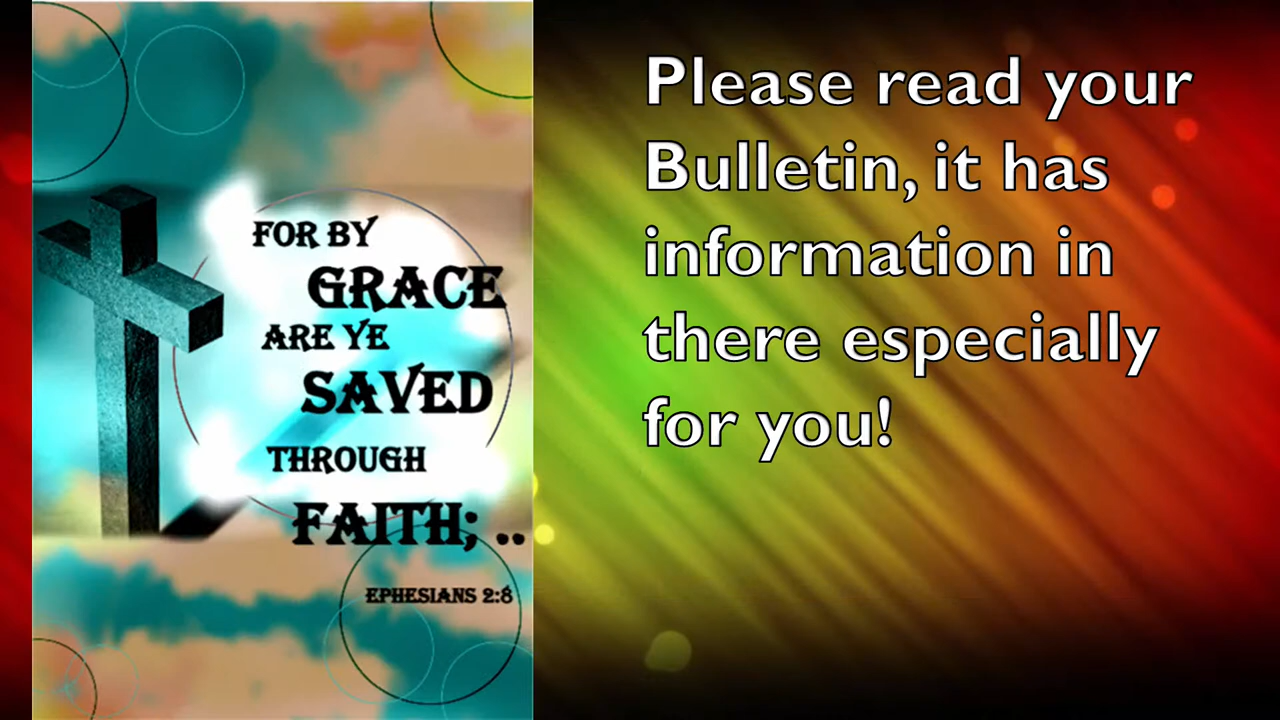 FOR BY
GRACE
ARE YE
SAVED
THROUGH
FAITH; ..
EPHESIANS 2:8
Please read your
Bulletin, it has
information in
there especially
for you!